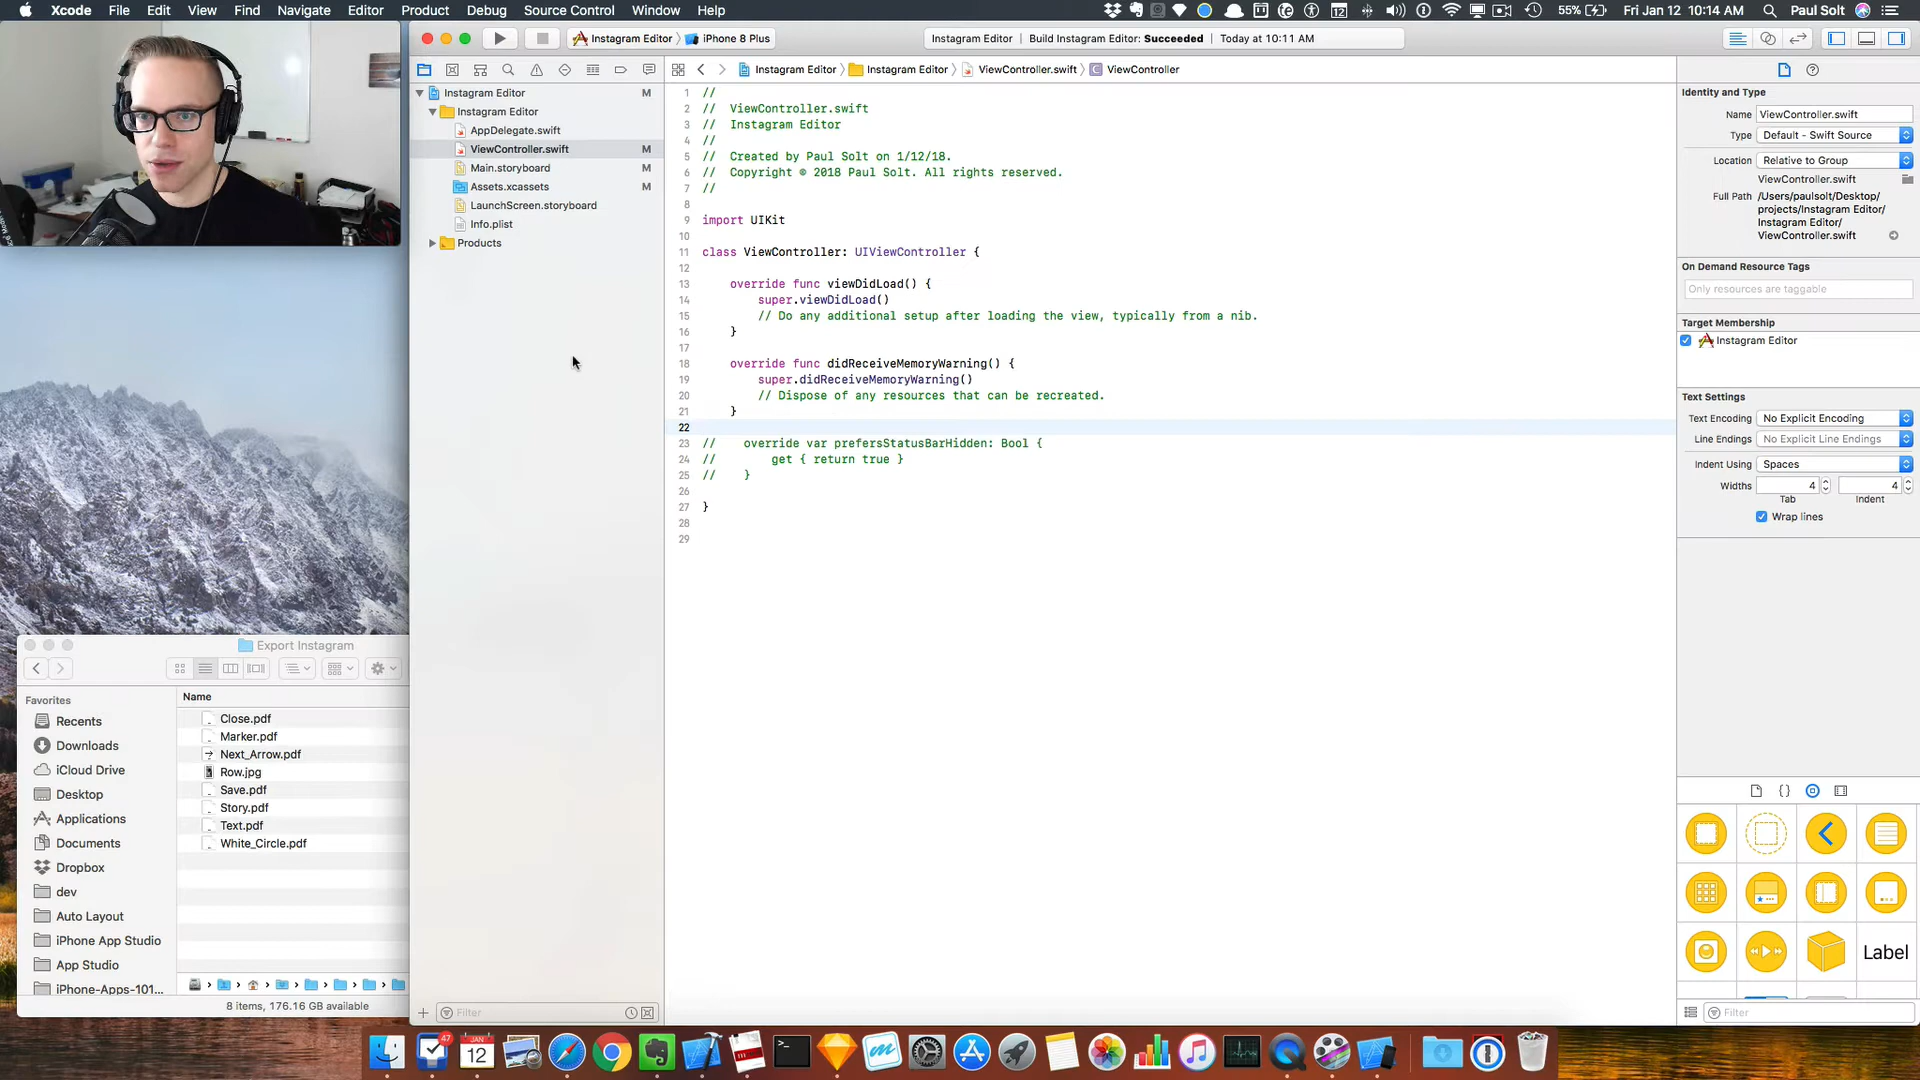 Xcode File Edit View Find Navigate Editor Product Debug Source Control Window Help
55% Fri Jan 12 10:14 AM Paul Solt
Instagram Editor iPhone 8 Plus
Instagram Editor | Build Instagram Editor: Succeeded | Today at 10:11 AM
Instagram Editor Instagram Editor ViewController.swift ViewController
Instagram Editor M
Instagram Editor
AppDelegate.swift
ViewController.swift M
Main.storyboard M
Assets.xcassets M
LaunchScreen.storyboard
Info.plist
Products
Filter
1 //
2 // ViewController.swift
3 // Instagram Editor
4 //
5 // Created by Paul Solt on 1/12/18.
6 // Copyright © 2018 Paul Solt. All rights reserved.
7 //
8
9 import UIKit
10
11 class ViewController: UIViewController {
12
13 override func viewDidLoad() {
14 super.viewDidLoad()
15 // Do any additional setup after loading the view, typically from a nib.
16 }
17
18 override func didReceiveMemoryWarning() {
19 super.didReceiveMemoryWarning()
20 // Dispose of any resources that can be recreated.
21 }
22
23 // override var prefersStatusBarHidden: Bool {
24 // get { return true }
25 // }
26
27 }
28
29
Identity and Type
Name ViewController.swift
Type Default - Swift Source
Location Relative to Group
ViewController.swift
Full Path /Users/paulsolt/Desktop/
projects/Instagram Editor/
Instagram Editor/
ViewController.swift
On Demand Resource Tags
Only resources are taggable
Target Membership
Instagram Editor
Text Settings
Text Encoding No Explicit Encoding
Line Endings No Explicit Line Endings
Indent Using Spaces
Widths 4 4
Tab Indent
Wrap lines
Label
Filter
Export Instagram
Favorites
Recents
Downloads
iCloud Drive
Desktop
Applications
Documents
Dropbox
dev
Auto Layout
iPhone App Studio
App Studio
iPhone-Apps-101...
Name
Close.pdf
Marker.pdf
Next_Arrow.pdf
Row.jpg
Save.pdf
Story.pdf
Text.pdf
White_Circle.pdf
8 items, 176.16 GB available
47
JAN
12